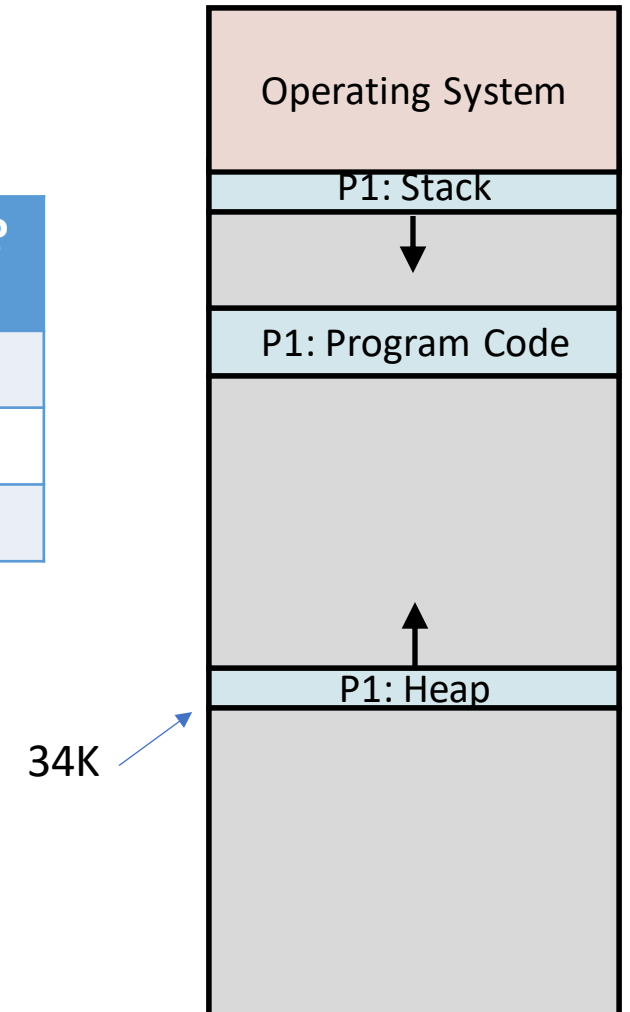 Operating System
P1: Stack
?
P1: Program Code
P1: Heap
34K